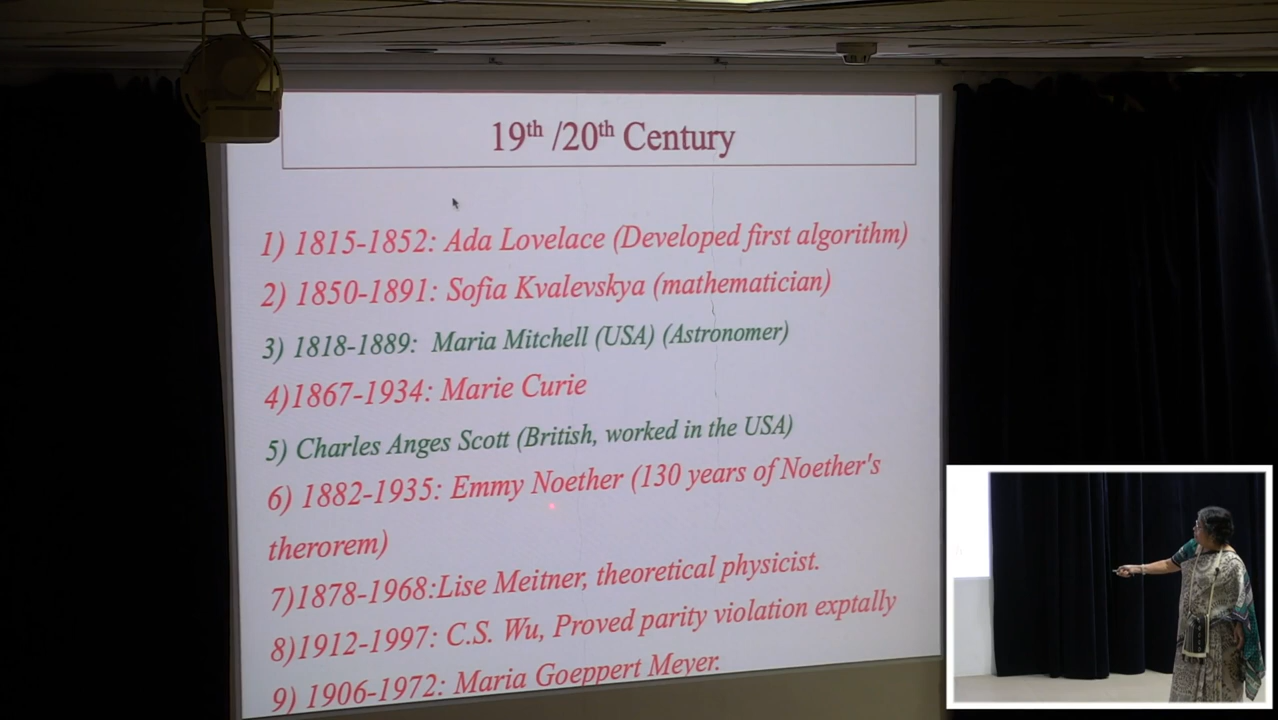 19th /20th Century
1) 1815-1852: Ada Lovelace (Developed first algorithm)
2) 1850-1891: Sofia Kvalevskya (mathematician)
3) 1818-1889: Maria Mitchell (USA) (Astronomer)
4)1867-1934: Marie Curie
5) Charles Anges Scott (British, worked in the USA)
6) 1882-1935: Emmy Noether (130 years of Noether's
therorem)
7)1878-1968:Lise Meitner, theoretical physicist.
8)1912-1997: C.S. Wu, Proved parity violation exptally
9) 1906-1972: Maria Goeppert Meyer.